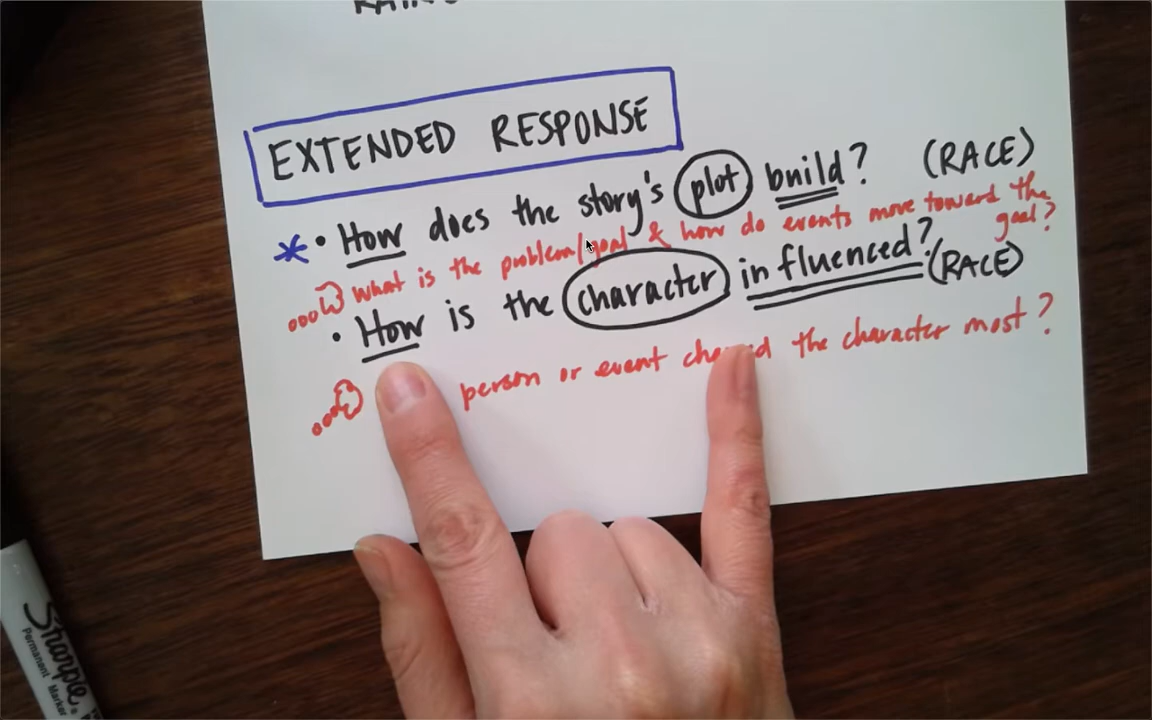 EXTENDED RESPONSE
• How does the story's plot build? (RACE)
what is the problem/goal & how do events move toward the goal?
• How is the character influenced? (RACE)
person or event the character most?
Sharpie
Permanent Marker